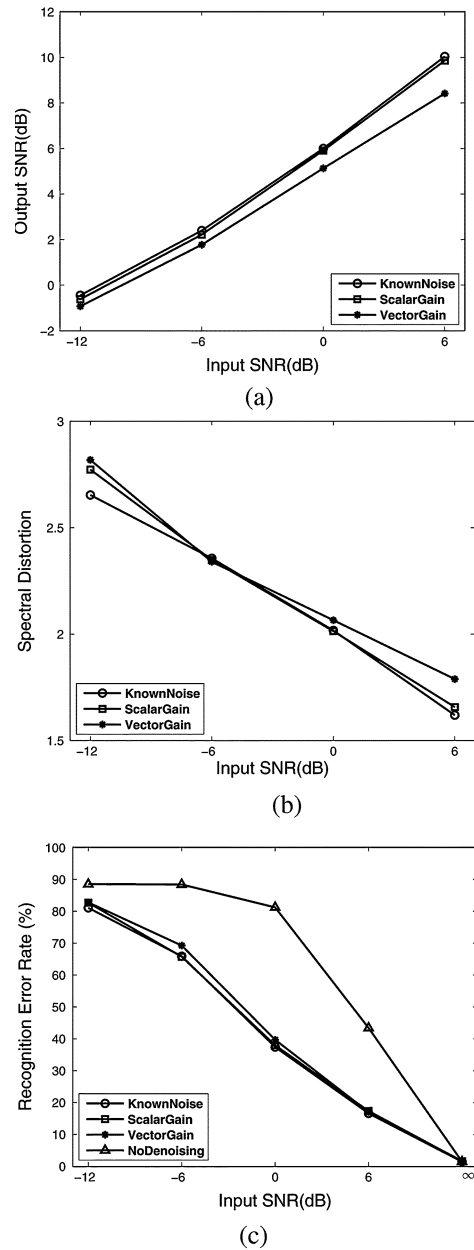 12
10
8
6
4
2
0
−2
Output SNR(dB)
KnownNoise
ScalarGain
VectorGain
−12 −6 0 6
Input SNR(dB)
(a)
3
2.5
2
1.5
Spectral Distortion
KnownNoise
ScalarGain
VectorGain
−12 −6 0 6
Input SNR(dB)
(b)
100
90
80
70
60
50
40
30
20
10
0
Recognition Error Rate (%)
KnownNoise
ScalarGain
VectorGain
NoDenoising
−12 −6 0 6 ∞
Input SNR(dB)
(c)